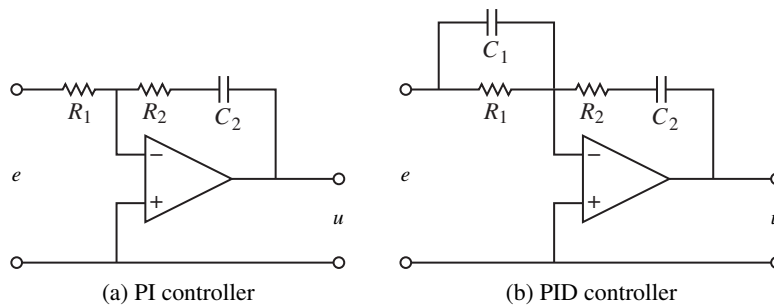 C1
R1
R2
C2
−
+
e
u
(a) PI controller
R1
R2
C2
−
+
e
(b) PID controller